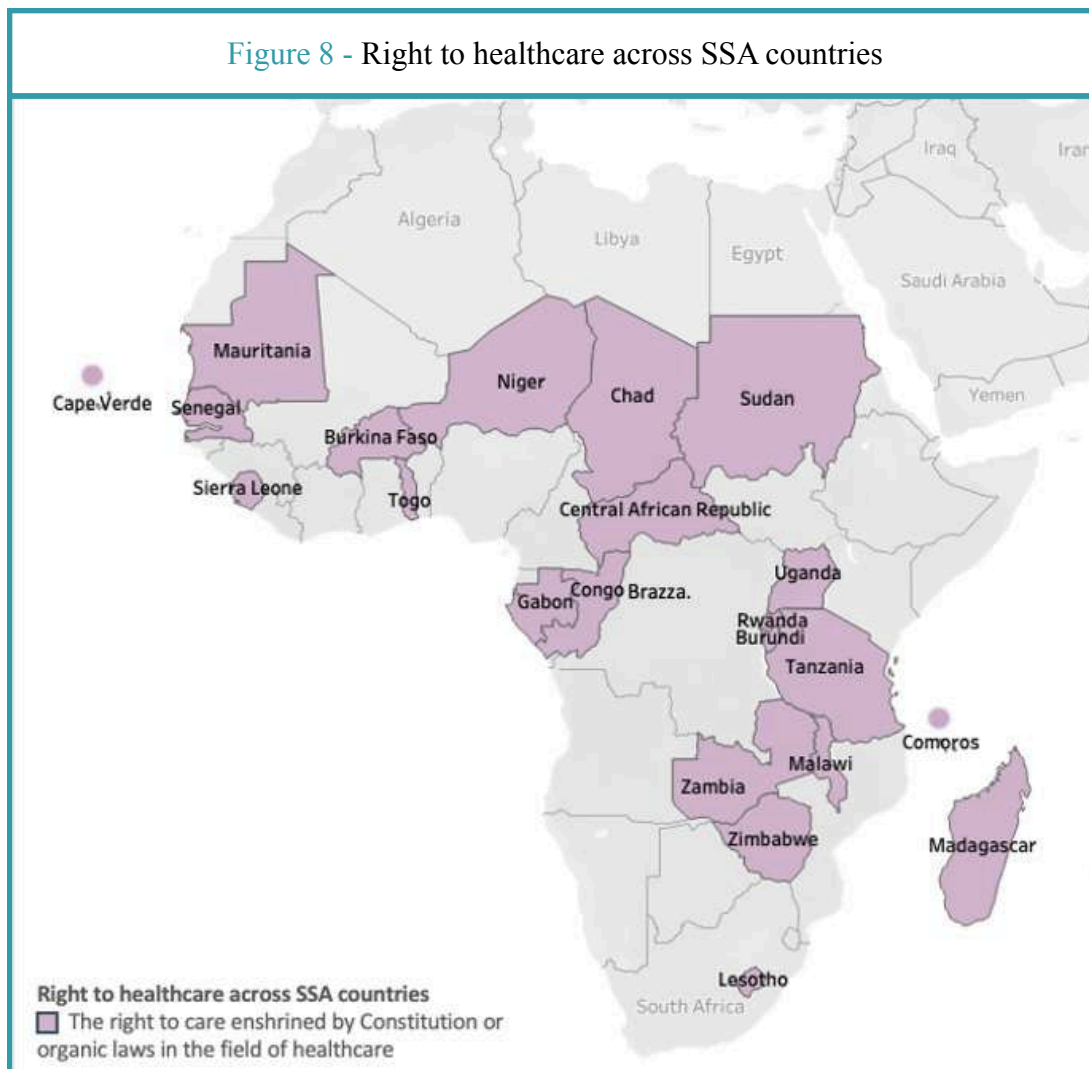 Figure 8 - Right to healthcare across SSA countries
Iraq
Iran
Algeria
Libya
Egypt
Saudi Arabia
Mauritania
Niger
Chad
Sudan
Yemen
Cape Verde
Senegal
Burkina Faso
Sierra Leone
Togo
Central African Republic
Uganda
Gabon
Congo Brazza.
Rwanda
Burundi
Tanzania
Comoros
Malawi
Zambia
Zimbabwe
Madagascar
Lesotho
South Africa
Right to healthcare across SSA countries
The right to care enshrined by Constitution or
organic laws in the field of healthcare